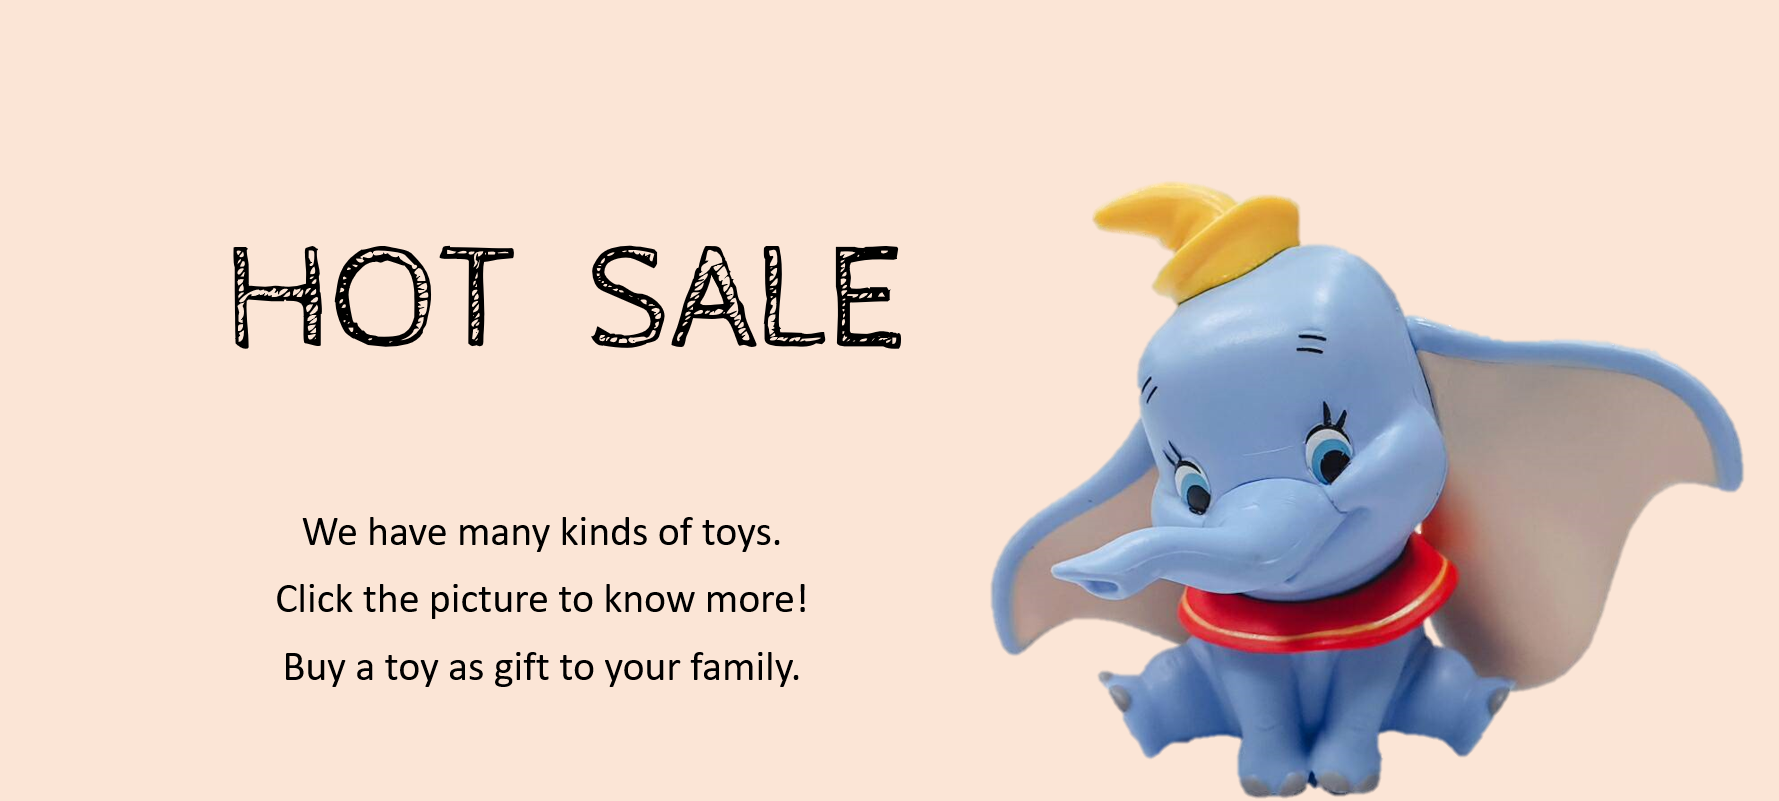 HOT SALE
We have many kinds of toys.
Click the picture to know more!
Buy a toy as gift to your family.